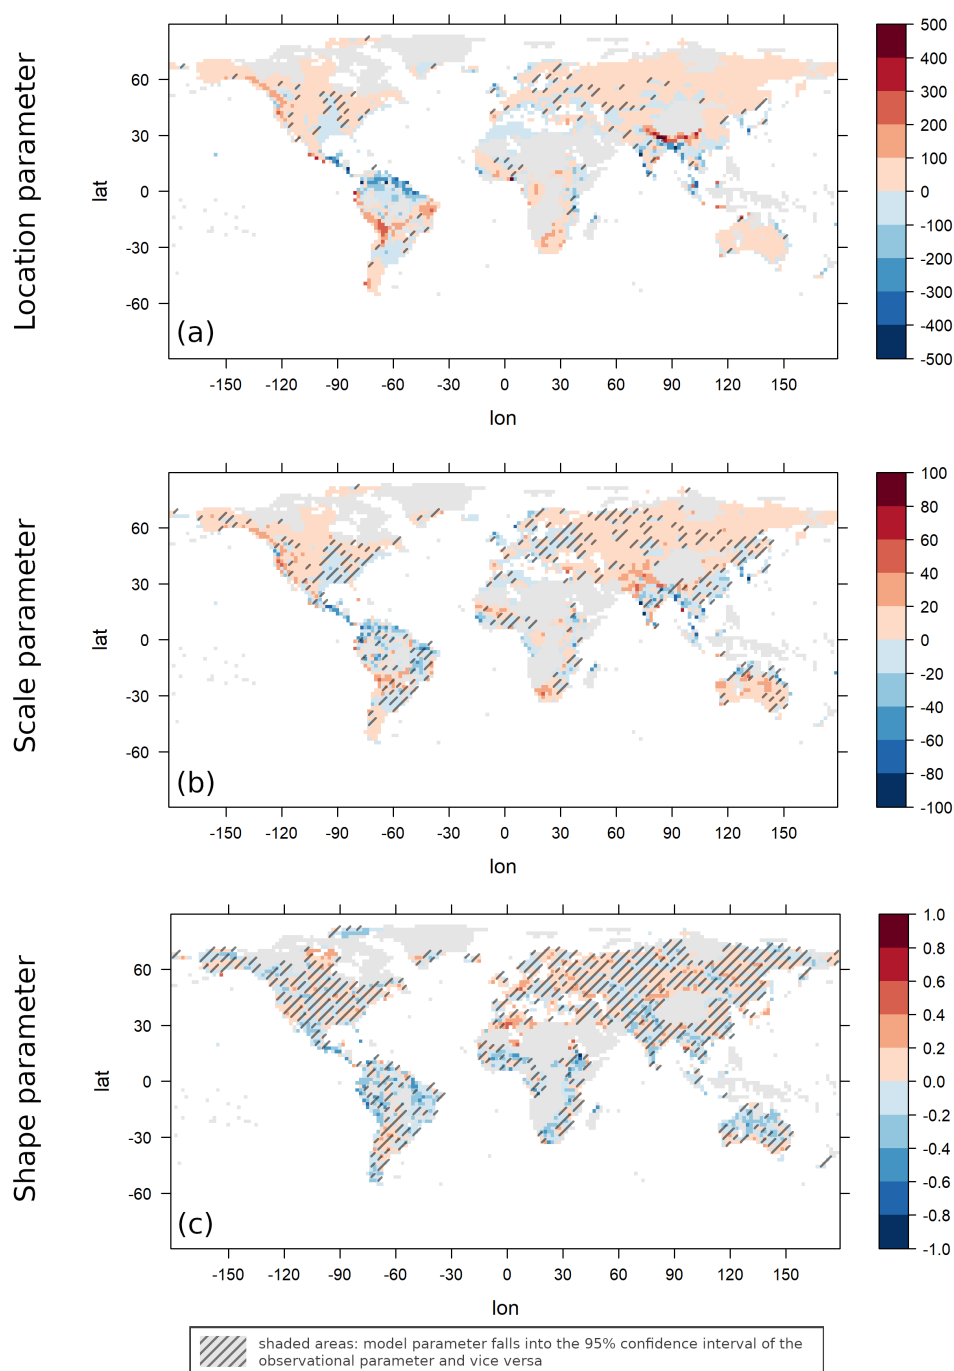 Location parameter
lat
60
30
0
-30
-60
(a)
-150 -120 -90 -60 -30 0 30 60 90 120 150
lon
500
400
300
200
100
0
-100
-200
-300
-400
-500
Scale parameter
lat
60
30
0
-30
-60
(b)
-150 -120 -90 -60 -30 0 30 60 90 120 150
lon
100
80
60
40
20
0
-20
-40
-60
-80
-100
Shape parameter
lat
60
30
0
-30
-60
(c)
-150 -120 -90 -60 -30 0 30 60 90 120 150
lon
1.0
0.8
0.6
0.4
0.2
0.0
-0.2
-0.4
-0.6
-0.8
-1.0
shaded areas: model parameter falls into the 95% confidence interval of the
observational parameter and vice versa